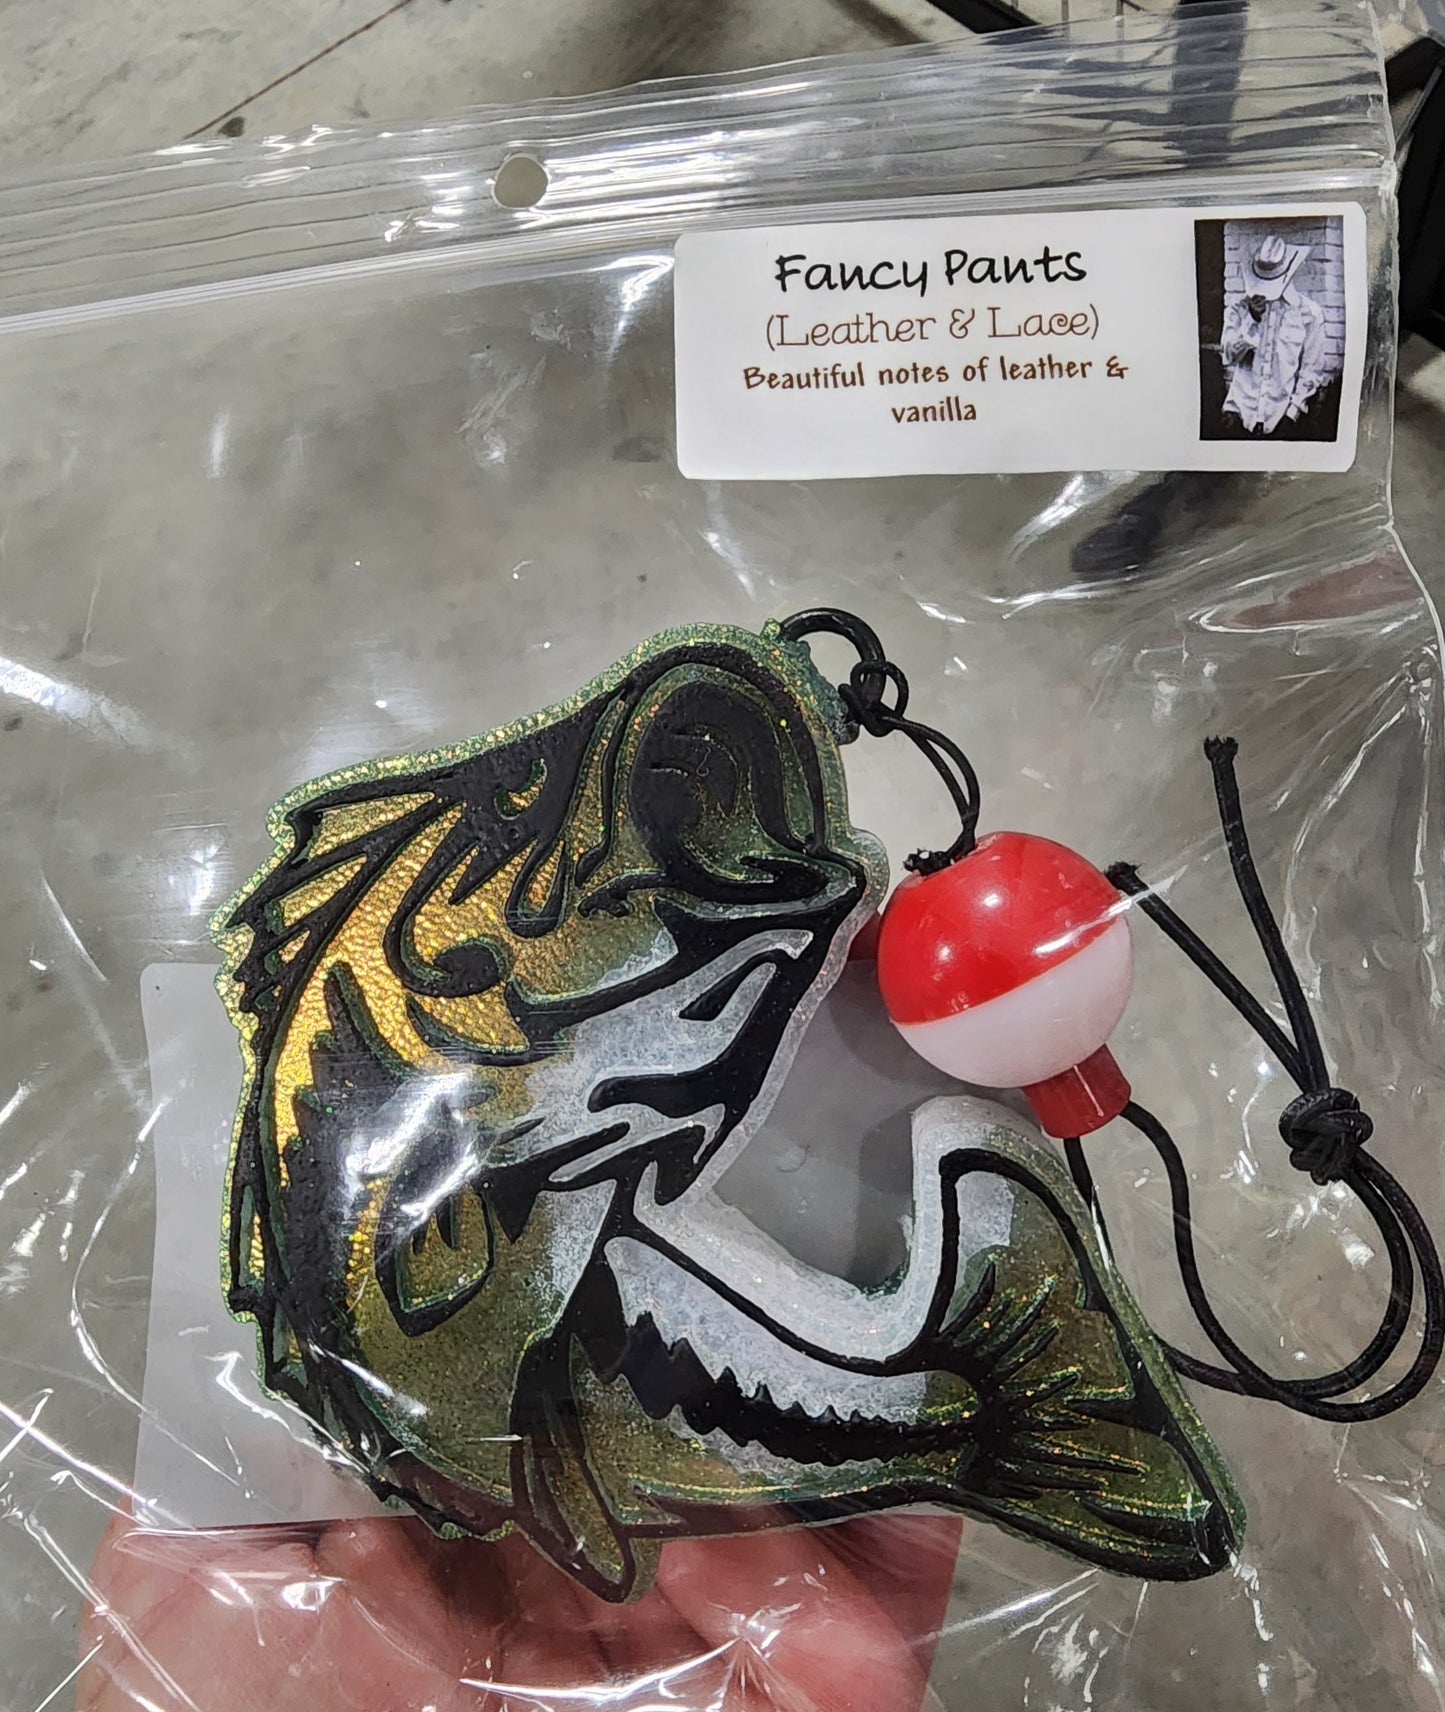 Fancy Pants
(Leather & Lace)
Beautiful notes of leather &
vanilla